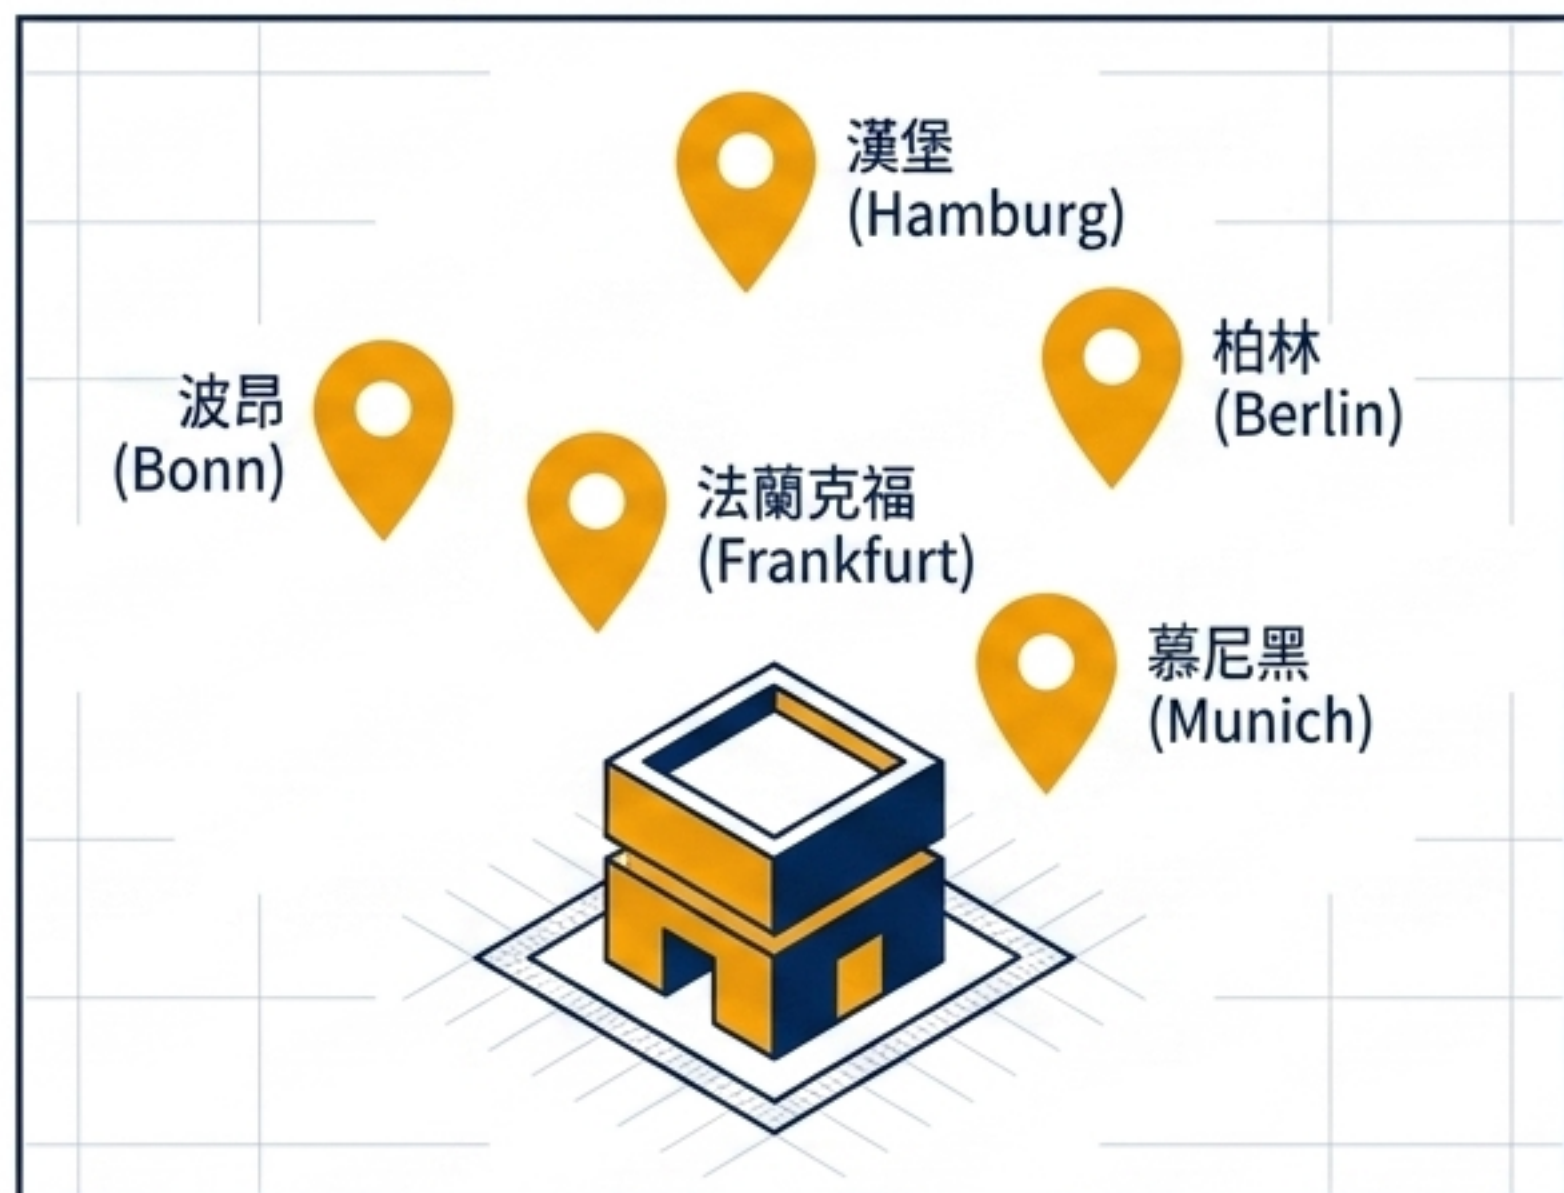 漢堡
(Hamburg)
柏林
(Berlin)
波昂
(Bonn)
法蘭克福
(Frankfurt)
慕尼黑
(Munich)